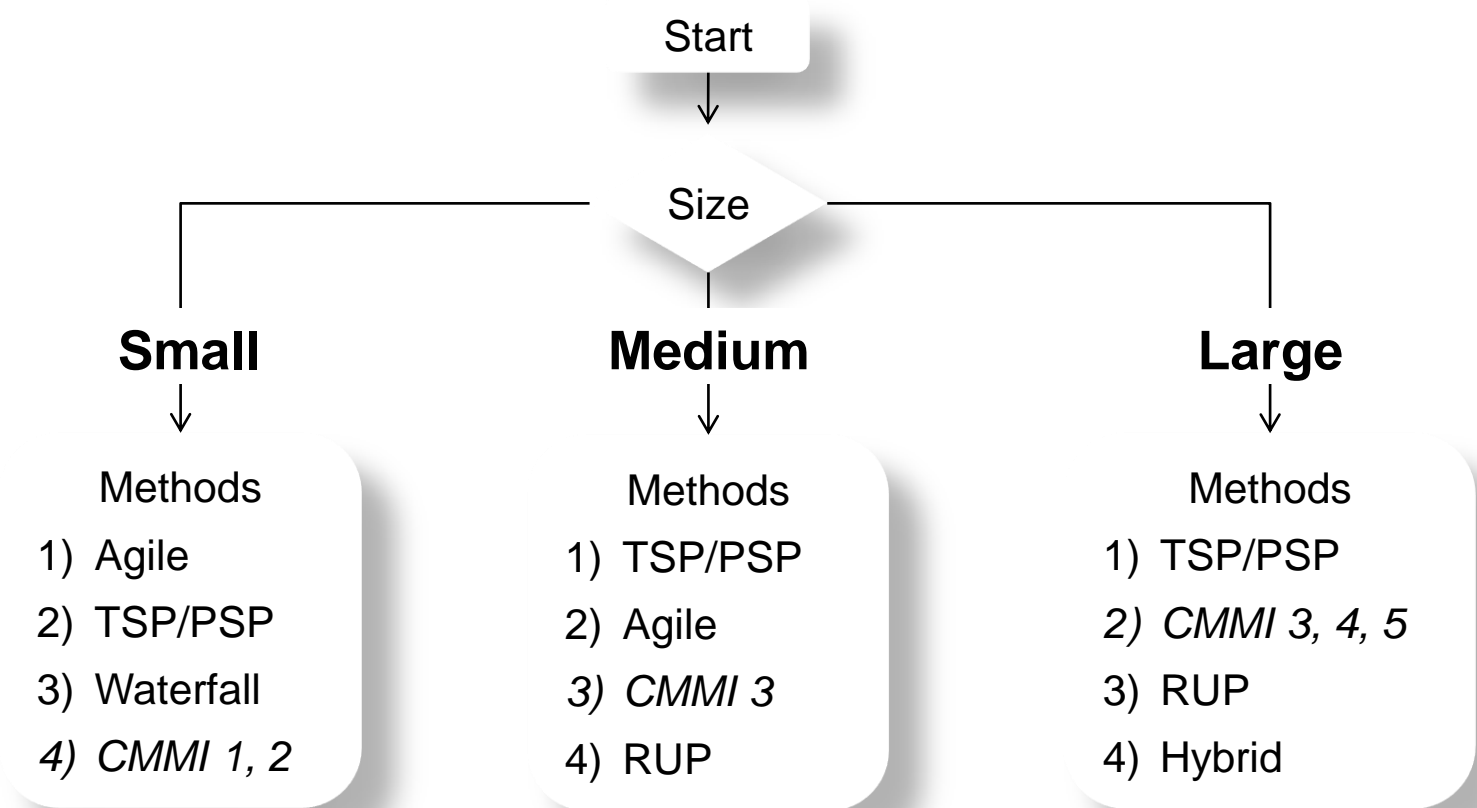 Start
Size
Small
Medium
Large
Methods
1) Agile
2) TSP/PSP
3) Waterfall
4) CMMI 1, 2
Methods
1) TSP/PSP
2) Agile
3) CMMI 3
4) RUP
Methods
1) TSP/PSP
2) CMMI 3, 4, 5
3) RUP
4) Hybrid